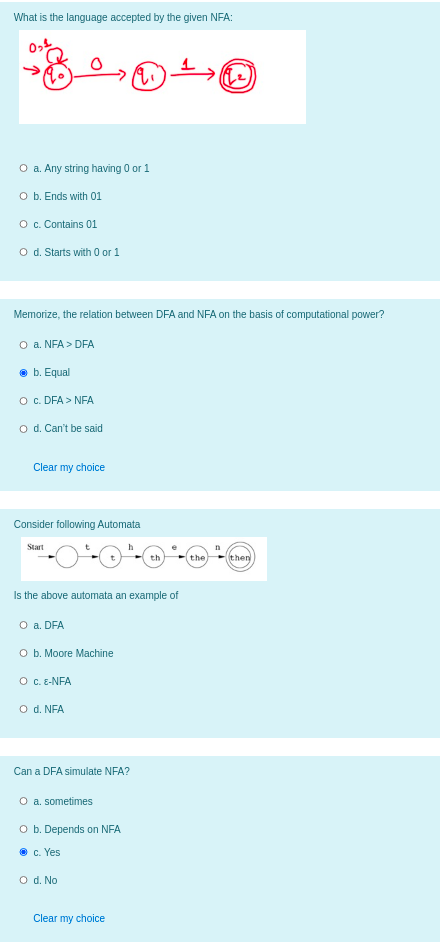 What is the language accepted by the given NFA:
0,1
q0 0 q1 1 q2
a. Any string having 0 or 1
b. Ends with 01
c. Contains 01
d. Starts with 0 or 1
Memorize, the relation between DFA and NFA on the basis of computational power?
a. NFA > DFA
b. Equal
c. DFA > NFA
d. Can't be said
Clear my choice
Consider following Automata
Start t h e n
t th the then
Is the above automata an example of
a. DFA
b. Moore Machine
c. ε-NFA
d. NFA
Can a DFA simulate NFA?
a. sometimes
b. Depends on NFA
c. Yes
d. No
Clear my choice